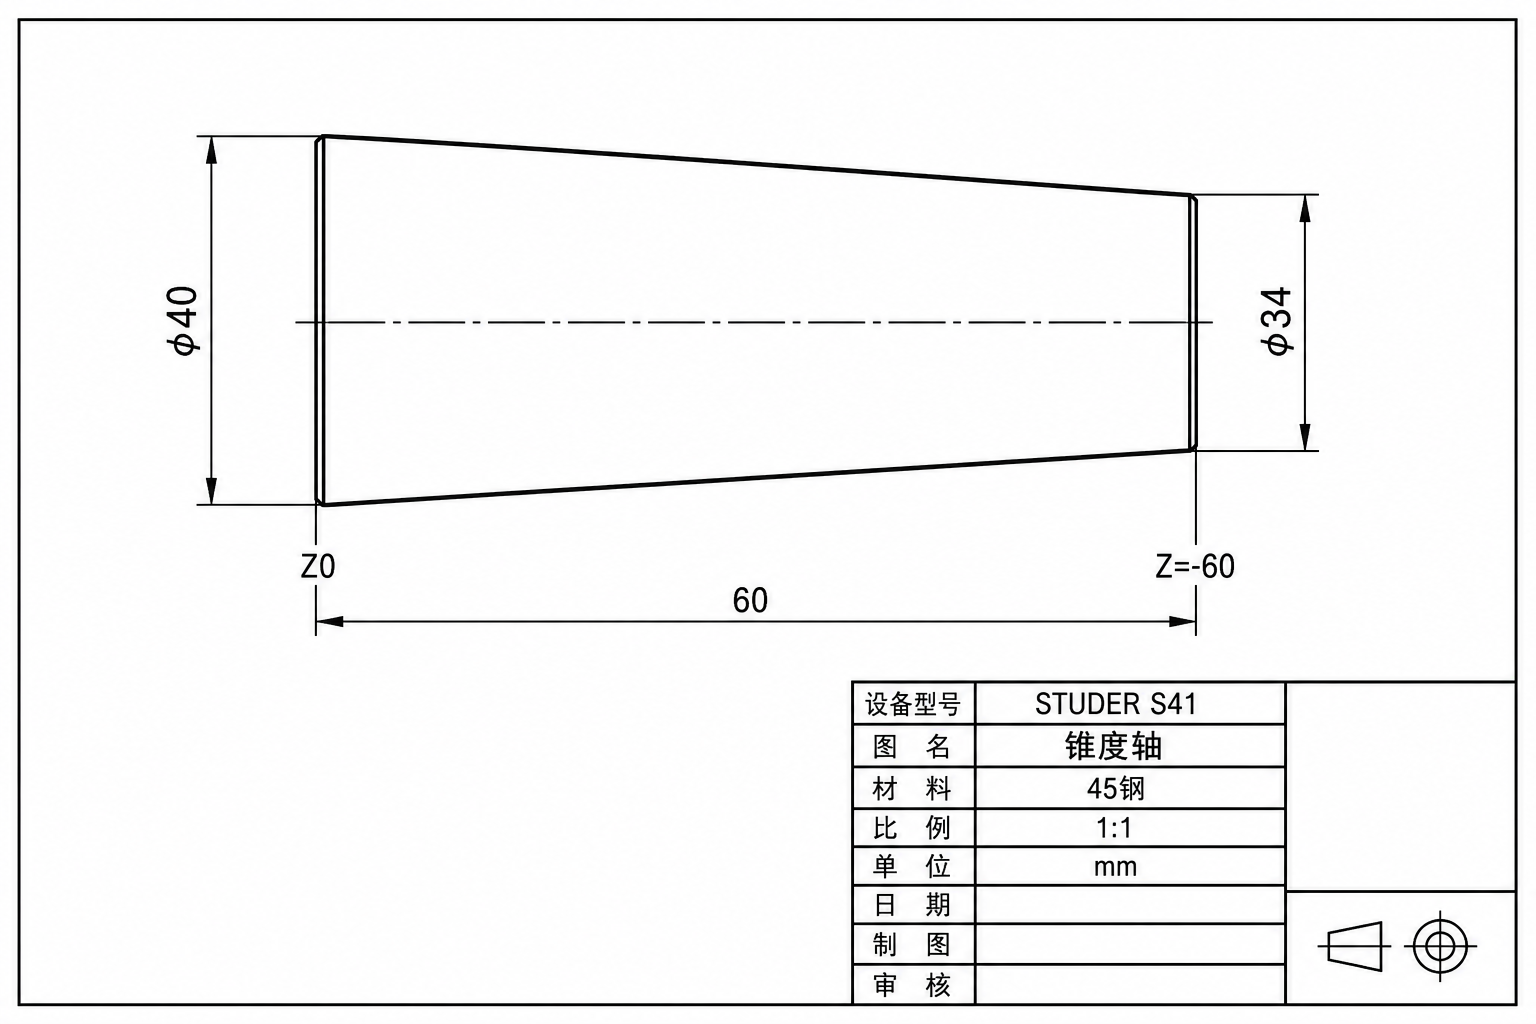 ϕ40
ϕ34
Z0
Z=-60
60
设备型号 STUDER S41
图 名 锥度轴
材 料 45钢
比 例 1:1
单 位 mm
日 期
制 图
审 核